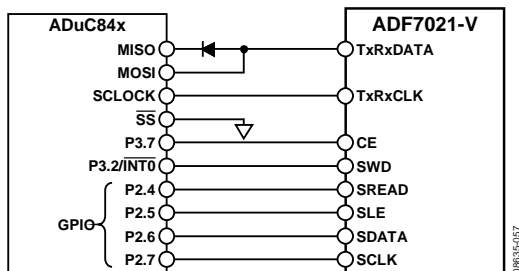 ADuC84x
ADF7021-V
MISO
TxRxDATA
MOSI
SCLOCK
TxRxCLK
SS
P3.7
CE
P3.2/INT0
SWD
GPIO
P2.4
SREAD
P2.5
SLE
P2.6
SDATA
P2.7
SCLK
08635-057